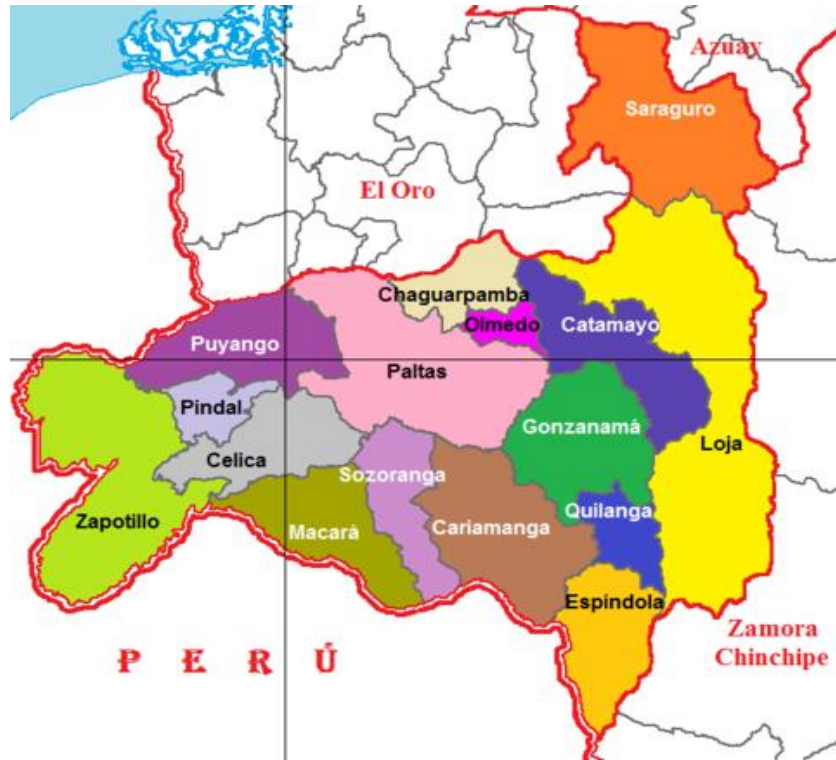 Azuay
Saraguro
El Oro
Chaguarpamba
Olmedo
Catamayo
Puyango
Paltas
Pindal
Gonzanamá
Loja
Celica
Sozoranga
Zapotillo
Macará
Cariamanga
Quilanga
Espíndola
Zamora
Chinchipe
PERÚ